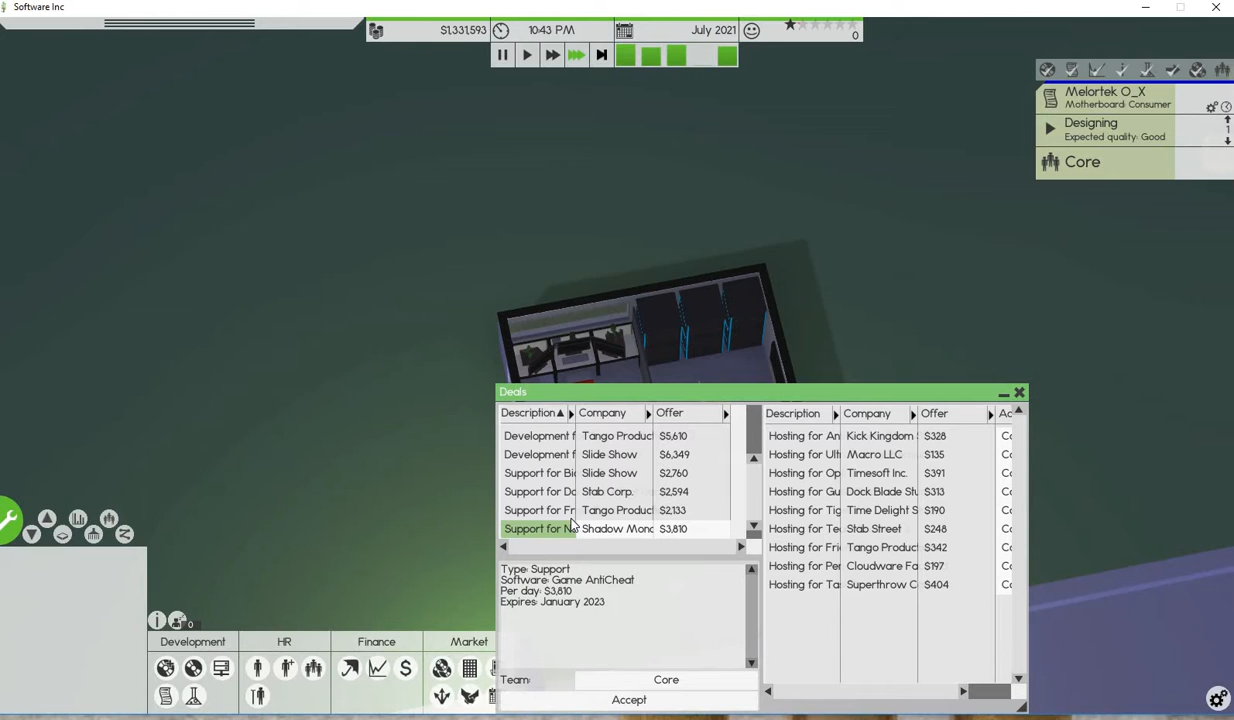 Software Inc
$1,331,593
10:43 PM
July 2021
0
Melortek O_X
Motherboard: Consumer
Designing
Expected quality: Good
1
Core
Deals
Description Company Offer
Development f Tango Product $5,610
Development f Slide Show $6,349
Support for Bi Slide Show $2,760
Support for Do Stab Corp. $2,594
Support for Fr Tango Product $2,133
Support for N Shadow Mon $3,810
Description Company Offer Ac
Hosting for An Kick Kingdom $328
Hosting for Ult Macro LLC $135
Hosting for Op Timesoft Inc. $391
Hosting for Gu Dock Blade Stu $313
Hosting for Tig Time Delight S $190
Hosting for Te Stab Street $248
Hosting for Frie Tango Product $342
Hosting for Per Cloudware Fa $197
Hosting for Ta Superthrow C $404
Type: Support
Software: Game AntiCheat
Per day: $3,810
Expires: January 2023
Team: Core
Accept
0
Development HR Finance Market